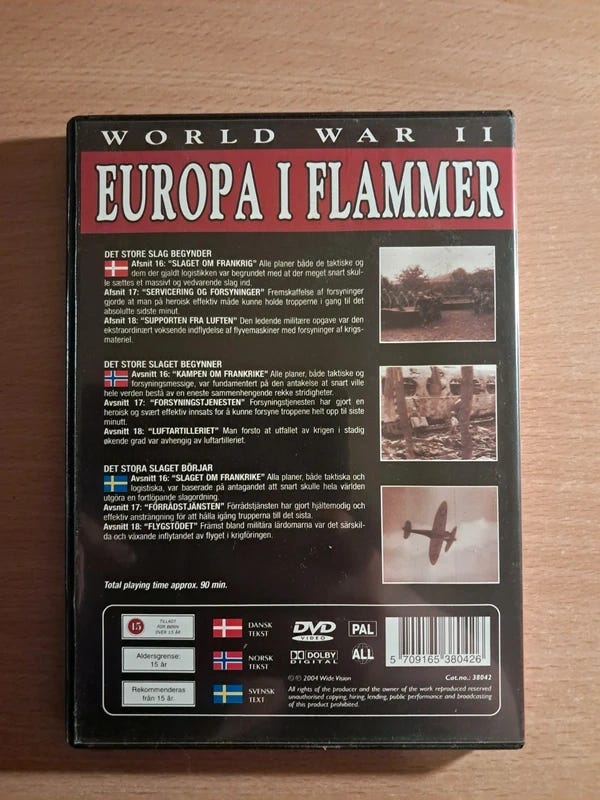 WORLD WAR II
EUROPA I FLAMMER
DET STORE SLAG BEGYNDER
Afsnit 16: "SLAGET OM FRANKRIG" Alle planer både de taktiske og
dem der gjaldt logistikken var begrundet med at der meget snart skul-
le sættes et massivt og vedvarende slag ind.
Afsnit 17: "SERVICERING OG FORSYNINGER" Fremskaffelse af forsyninger
gjorde at man på heroisk effektiv måde kunne holde tropperne i gang til det
absolutte sidste minut.
Afsnit 18: "SUPPORTEN FRA LUFTEN" Den ledende militære opgave var den
ekstraordinært voksende indflydelse af flyvemaskiner med forsyninger af krigs-
materiel.
DET STORE SLAGET BEGYNNER
Avsnitt 16: "KAMPEN OM FRANKRIKE" Alle planer, både taktiske og
forsyningsmessige, var fundamentert på den antakelse at snart ville
hele verden bestå av en eneste sammenhengende rekke stridigheter.
Avsnitt 17: "FORSYNINGSTJENESTEN" Forsyningstjenesten har gjort en
heroisk og svært effektiv innsats for å kunne forsyne troppene helt opp til siste
minutt.
Avsnitt 18: "LUFTARTILLERIET" Man forsto at utfallet av krigen i stadig
økende grad var avhengig av luftartilleriet.
DET STORA SLAGET BÖRJAR
Avsnitt 16: "SLAGET OM FRANKRIKE" Alla planer, både taktiska och
logistiska, var baserade på antagandet att snart skulle hela världen
utgöra en fortlöpande slagordning.
Avsnitt 17: "FÖRRÅDSTJÄNSTEN" Förrådstjänsten har gjort hjältemodig och
effektiv ansträngning för att hålla igång trupperna till det sista.
Avsnitt 18: "FLYGSTÖDET" Främst bland militära lärdomarna var det särskil-
da och växande inflytandet av flyget i krigföringen.
Total playing time approx. 90 min.
15
TILLADT
FOR BØRN
OVER 15 ÅR
Aldersgrense:
15 år
Rekommenderas
från 15 år.
DANSK
TEKST
NORSK
TEKST
SVENSK
TEXT
DVD
VIDEO
PAL
DOLBY
DIGITAL
ALL
5 709165 380426
© ℗ 2004 Wide Vision
Cat.no.: 38042
All rights of the producer and the owner of the work reproduced reserved
unauthorised copying, hiring, lending, public performance and broadcasting
of this product prohibited.